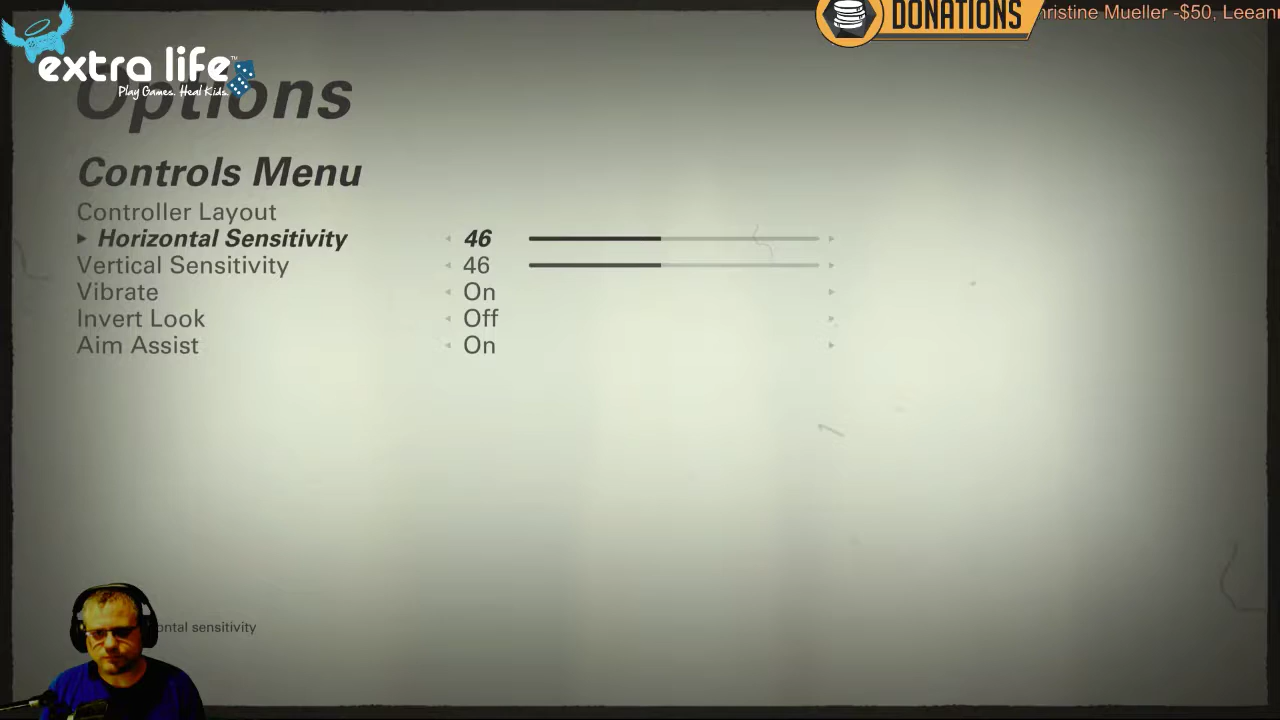 DONATIONS
hristine Mueller -$50, Leean
extra life™
Play Games. Heal Kids.
Options
Controls Menu
Controller Layout
Horizontal Sensitivity 46
Vertical Sensitivity 46
Vibrate On
Invert Look Off
Aim Assist On
ontal sensitivity